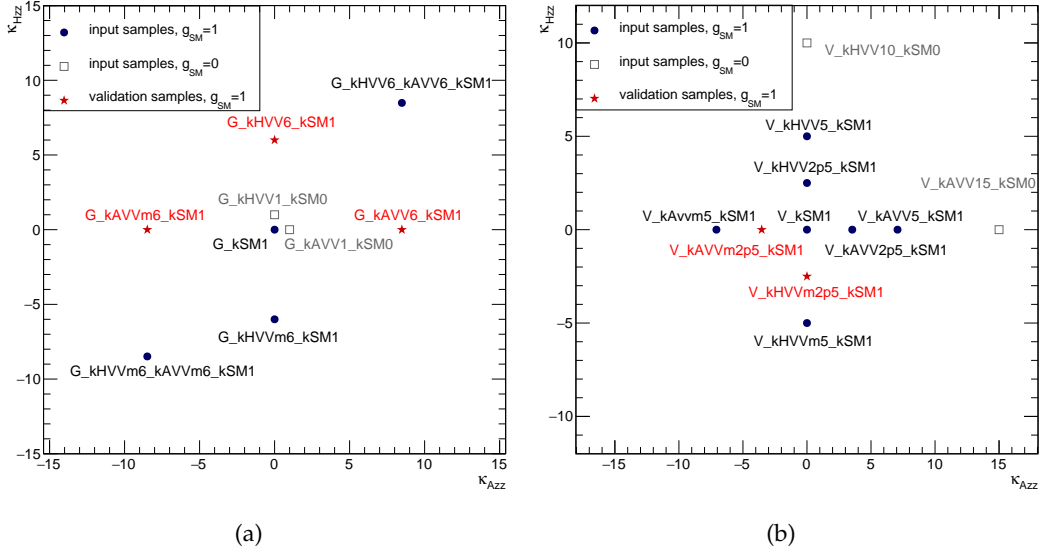 κHzz
15
10
5
0
−5
−10
−15
input samples, gSM=1
input samples, gSM=0
validation samples, gSM=1
G_kHVV6_kAVV6_kSM1
G_kHVV6_kSM1
G_kHVV1_kSM0
G_kAVVm6_kSM1
G_kAVV6_kSM1
G_kSM1
G_kAVV1_kSM0
G_kHVVm6_kSM1
G_kHVVm6_kAVVm6_kSM1
−15 −10 −5 0 5 10 15
κAzz
(a)
κHzz
10
5
0
−5
−10
input samples, gSM=1
input samples, gSM=0
validation samples, gSM=1
V_kHVV10_kSM0
V_kHVV5_kSM1
V_kHVV2p5_kSM1
V_kAVV15_kSM0
V_kAvvm5_kSM1
V_kSM1
V_kAVV5_kSM1
V_kAVVm2p5_kSM1
V_kAVV2p5_kSM1
V_kHVVm2p5_kSM1
V_kHVVm5_kSM1
−15 −10 −5 0 5 10 15
κAzz
(b)